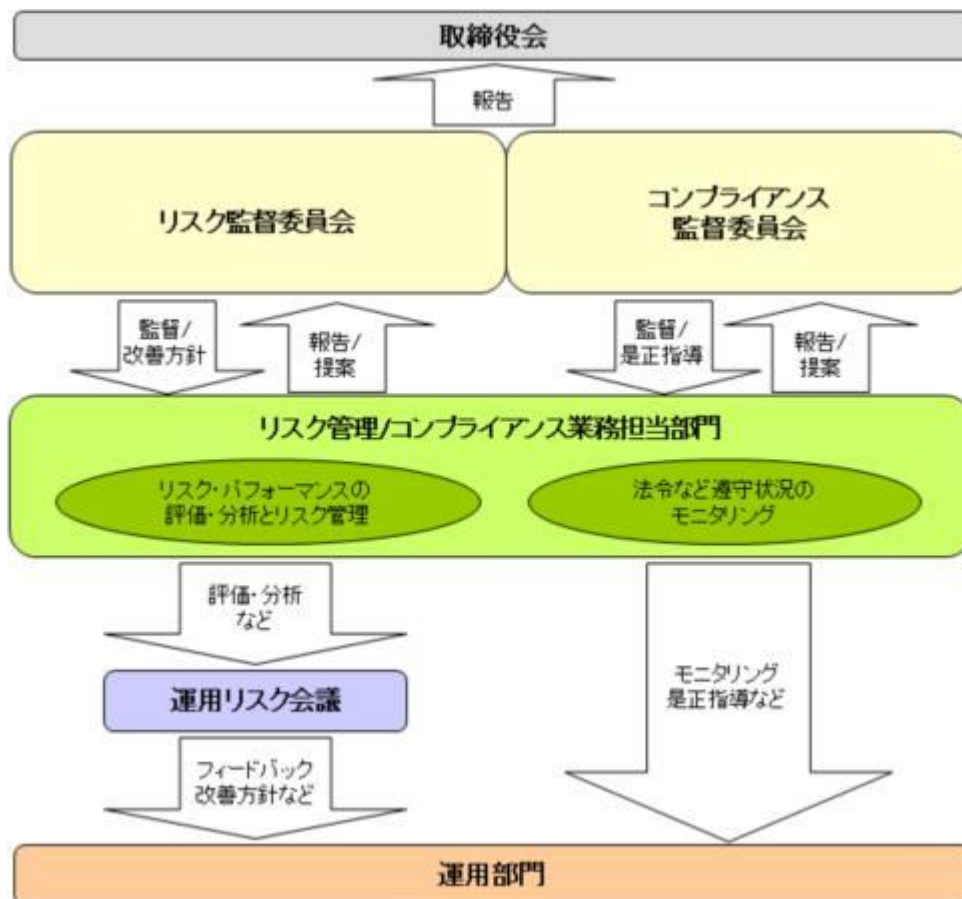 取締役会
報告
リスク監督委員会
コンプライアンス
監督委員会
監督/
改善方針
報告/
提案
監督/
是正指導
報告/
提案
リスク管理/コンプライアンス業務担当部門
リスク・パフォーマンスの
評価・分析とリスク管理
法令など遵守状況の
モニタリング
評価・分析
など
運用リスク会議
モニタリング
是正指導など
フィードバック
改善方針など
運用部門